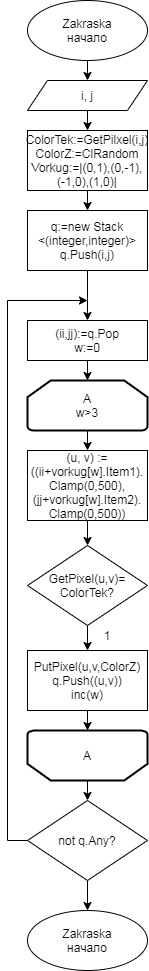 Zakraska
начало
i, j
ColorTek:=GetPilxel(i,j)
ColorZ:=ClRandom
Vorkug:=|(0,1),(0,-1),
(-1,0),(1,0)|
q:=new Stack
<(integer,integer)>
q.Push(i,j)
(ii,jj):=q.Pop
w:=0
A
w>3
(u, v) :=
((ii+vorkug[w].Item1).
Clamp(0,500),
(jj+vorkug[w].Item2).
Clamp(0,500))
GetPixel(u,v)=
ColorTek?
1
PutPixel(u,v,ColorZ)
q.Push((u,v))
inc(w)
A
not q.Any?
Zakraska
начало